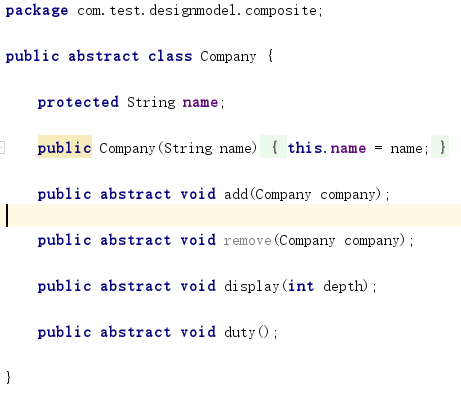 package com.test.designmodel.composite;
public abstract class Company {
protected String name;
public Company(String name) { this.name = name; }
public abstract void add(Company company);
public abstract void remove(Company company);
public abstract void display(int depth);
public abstract void duty();
}